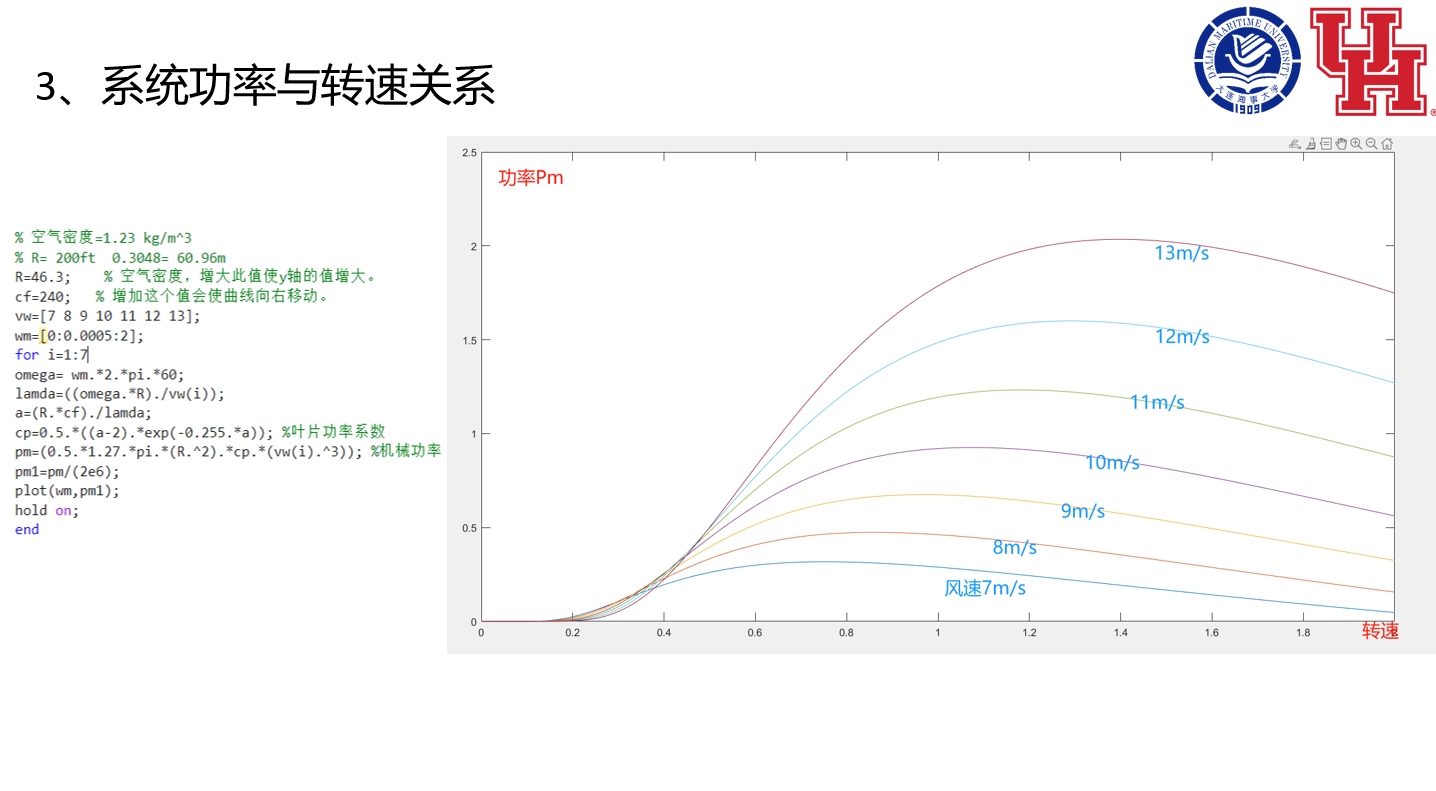 3、系统功率与转速关系
DALIAN MARITIME UNIVERSITY
大连海事大学
1909
UH
% 空气密度=1.23 kg/m^3
% R= 200ft  0.3048= 60.96m
R=46.3;    % 空气密度，增大此值使y轴的值增大。
cf=240;   % 增加这个值会使曲线向右移动。
vw=[7 8 9 10 11 12 13];
wm=[0:0.0005:2];
for i=1:7
omega= wm.*2.*pi.*60;
lamda=((omega.*R)./vw(i));
a=(R.*cf)./lamda;
cp=0.5.*((a-2).*exp(-0.255.*a)); %叶片功率系数
pm=(0.5.*1.27.*pi.*(R.^2).*cp.*(vw(i).^3)); %机械功率
pm1=pm/(2e6);
plot(wm,pm1);
hold on;
end
功率Pm
2.5
2
1.5
1
0.5
0
13m/s
12m/s
11m/s
10m/s
9m/s
8m/s
风速7m/s
0 0.2 0.4 0.6 0.8 1 1.2 1.4 1.6 1.8 2
转速